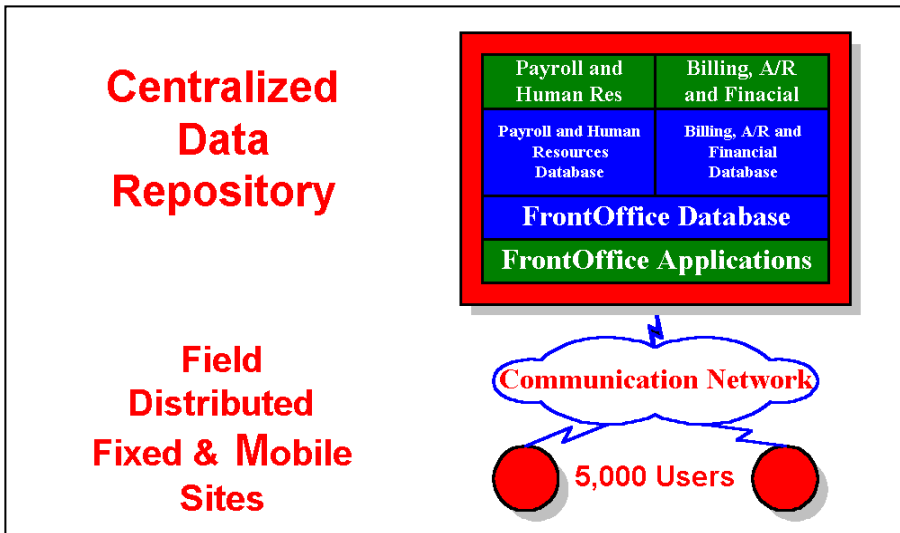 Centralized
Data
Repository
Payroll and
Human Res
Billing, A/R
and Finacial
Payroll and Human
Resources
Database
Billing, A/R and
Financial
Database
FrontOffice Database
FrontOffice Applications
Field
Distributed
Fixed & Mobile
Sites
Communication Network
5,000 Users